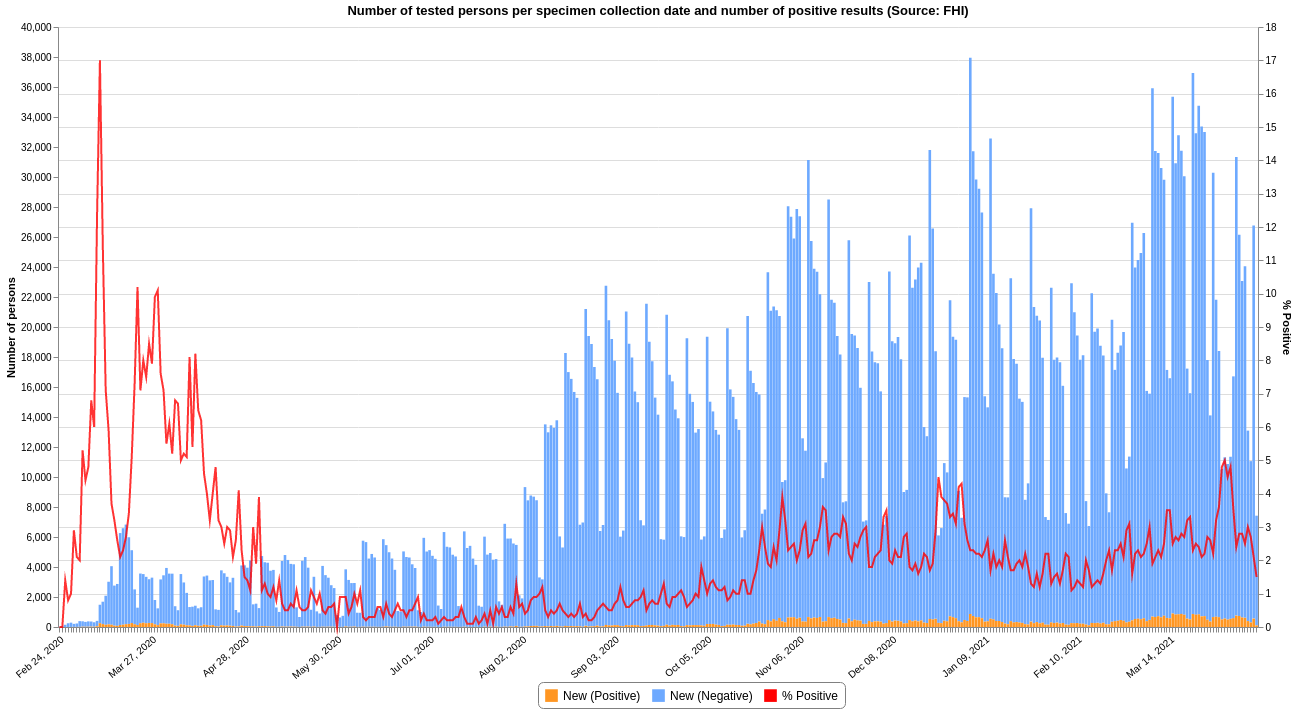 Number of tested persons per specimen collection date and number of positive results (Source: FHI)
40,000
38,000
36,000
34,000
32,000
30,000
28,000
26,000
24,000
22,000
20,000
18,000
16,000
14,000
12,000
10,000
8,000
6,000
4,000
2,000
0
Number of persons
18
17
16
15
14
13
12
11
10
9
8
7
6
5
4
3
2
1
0
% Positive
Feb 24, 2020
Mar 27, 2020
Apr 28, 2020
May 30, 2020
Jul 01, 2020
Aug 02, 2020
Sep 03, 2020
Oct 05, 2020
Nov 06, 2020
Dec 08, 2020
Jan 09, 2021
Feb 10, 2021
Mar 14, 2021
New (Positive) New (Negative) % Positive